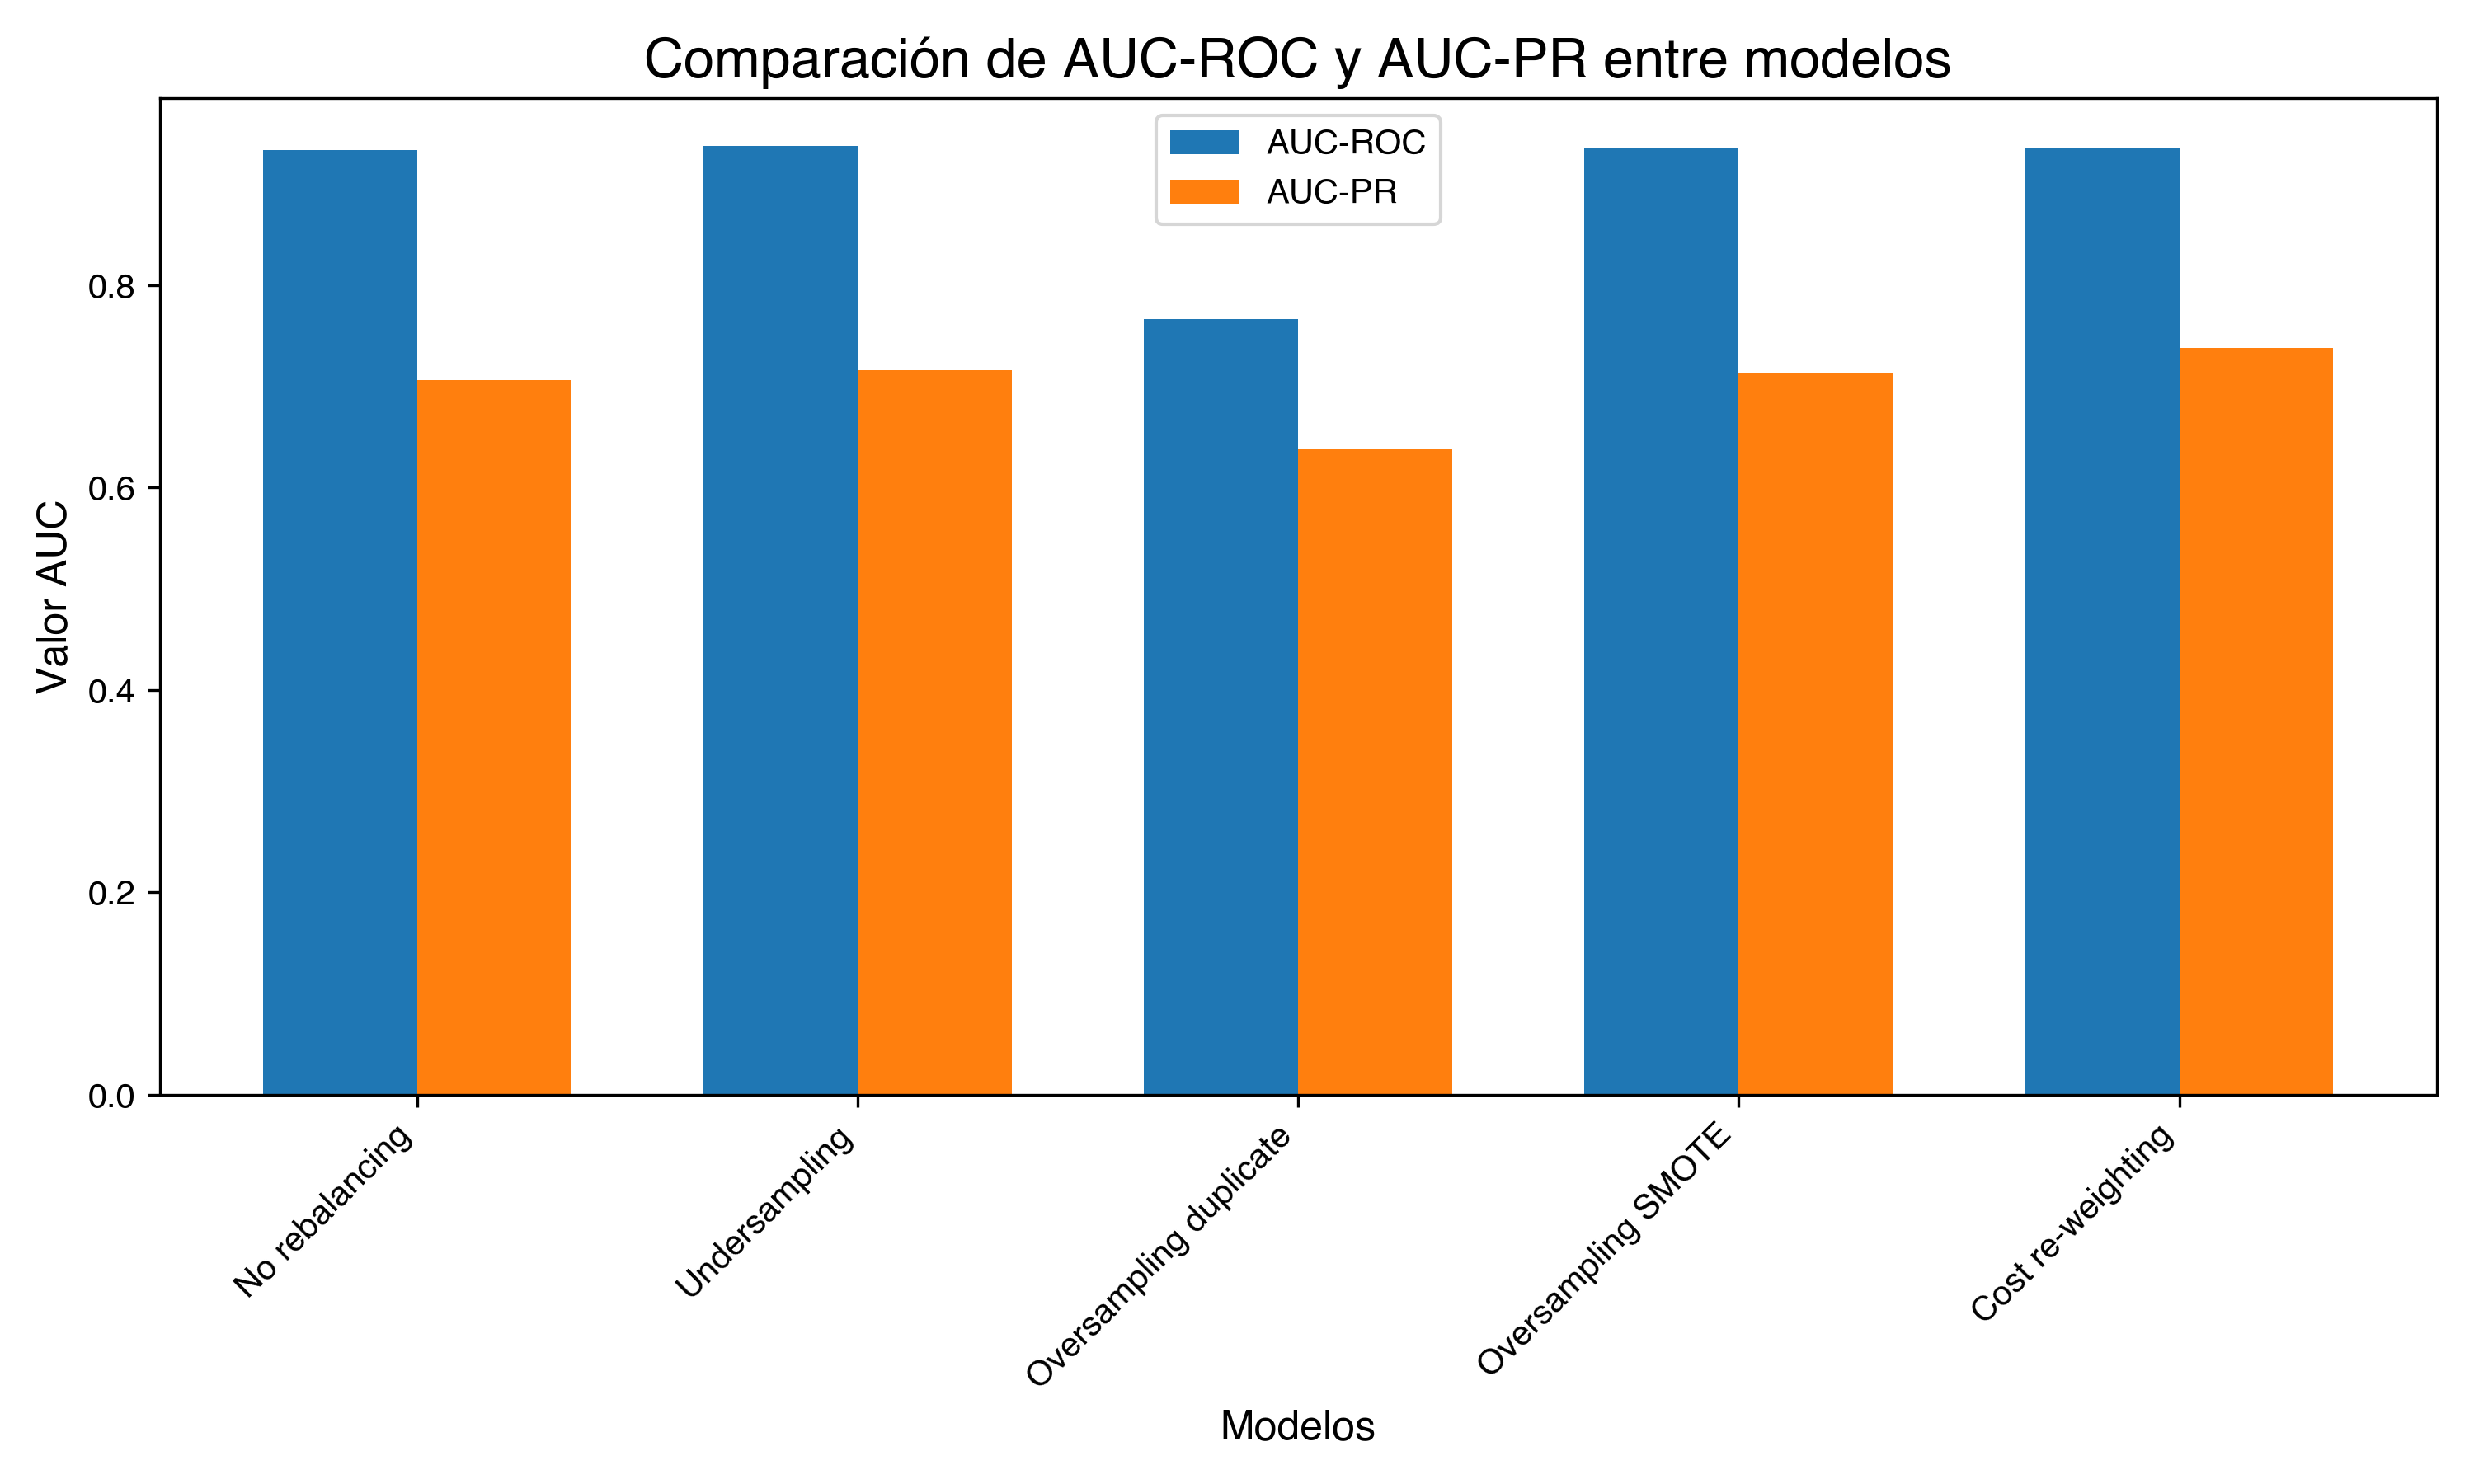 Comparación de AUC-ROC y AUC-PR entre modelos
AUC-ROC
AUC-PR
Valor AUC
0.8
0.6
0.4
0.2
0.0
No rebalancing
Undersampling
Oversampling duplicate
Oversampling SMOTE
Cost re-weighting
Modelos